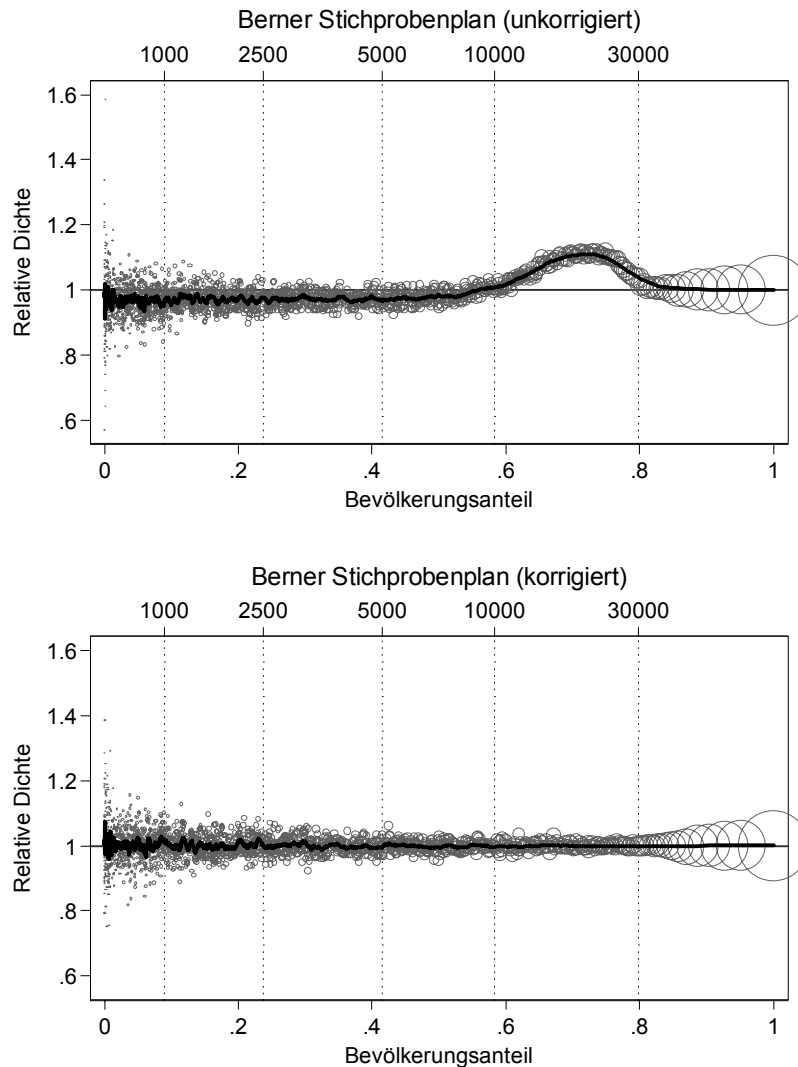 Berner Stichprobenplan (unkorrigiert)
1000 2500 5000 10000 30000
1.6
1.4
1.2
1
.8
.6
Relative Dichte
0 .2 .4 .6 .8 1
Bevölkerungsanteil
Berner Stichprobenplan (korrigiert)
1000 2500 5000 10000 30000
1.6
1.4
1.2
1
.8
.6
Relative Dichte
0 .2 .4 .6 .8 1
Bevölkerungsanteil